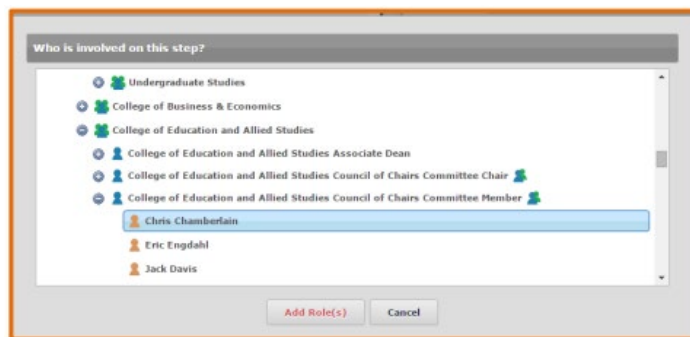 Who is involved on this step?
Undergraduate Studies
College of Business & Economics
College of Education and Allied Studies
College of Education and Allied Studies Associate Dean
College of Education and Allied Studies Council of Chairs Committee Chair
College of Education and Allied Studies Council of Chairs Committee Member
Chris Chamberlain
Eric Engdahl
Jack Davis
Add Role(s) Cancel